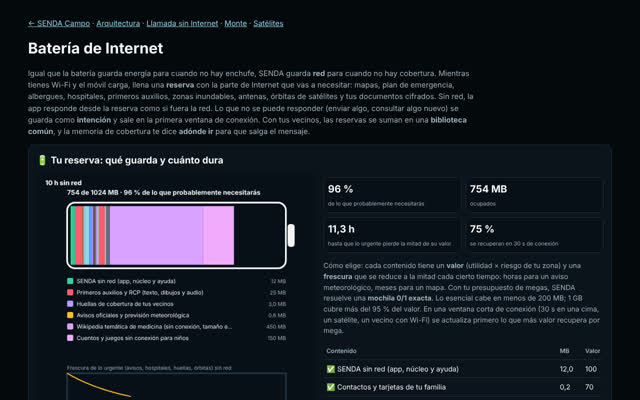 ← SENDA Campo · Arquitectura · Llamada sin Internet · Monte · Satélites
Batería de Internet
Igual que la batería guarda energía para cuando no hay enchufe, SENDA guarda red para cuando no hay cobertura. Mientras
tienes Wi-Fi y el móvil carga, llena una reserva con la parte de Internet que vas a necesitar: mapas, plan de emergencia,
albergues, hospitales, primeros auxilios, zonas inundables, antenas, órbitas de satélites y tus documentos cifrados. Sin red, la
app responde desde la reserva como si fuera la red. Lo que no se puede responder (enviar algo, consultar algo nuevo) se
guarda como intención y sale en la primera ventana de conexión. Con tus vecinos, las reservas se suman en una biblioteca
común, y la memoria de cobertura te dice adónde ir para que salga el mensaje.
🔋 Tu reserva: qué guarda y cuánto dura
10 h sin red
754 de 1024 MB · 96 % de lo que probablemente necesitarás
SENDA sin red (app, núcleo y ayuda) 12 MB
Primeros auxilios y RCP (texto, dibujos y audio) 25 MB
Huellas de cobertura de tus vecinos 3,0 MB
Avisos oficiales y previsión meteorológica 0,6 MB
Wikipedia temática de medicina (sin conexión, tamaño e… 450 MB
Cuentos y juegos sin conexión para niños 150 MB
Frescura de lo urgente (avisos, hospitales, huellas, órbitas) sin red
96 %
de lo que probablemente necesitarás
754 MB
ocupados
11,3 h
hasta que lo urgente pierde la mitad de su valor
75 %
se recuperan en 30 s de conexión
Cómo elige: cada contenido tiene un valor (utilidad × riesgo de tu zona) y una
frescura que se reduce a la mitad cada cierto tiempo: horas para un aviso
meteorológico, meses para un mapa. Con tu presupuesto de megas, SENDA
resuelve una mochila 0/1 exacta. Lo esencial cabe en menos de 200 MB; 1 GB
cubre más del 95 % del valor. En una ventana corta de conexión (30 s en una cima,
un satélite, un vecino con Wi-Fi) se actualiza primero lo que más valor recupera por
mega.
Contenido MB Valor
✅ SENDA sin red (app, núcleo y ayuda) 12,0 100
✅ Contactos y tarjetas de tu familia 0,2 70